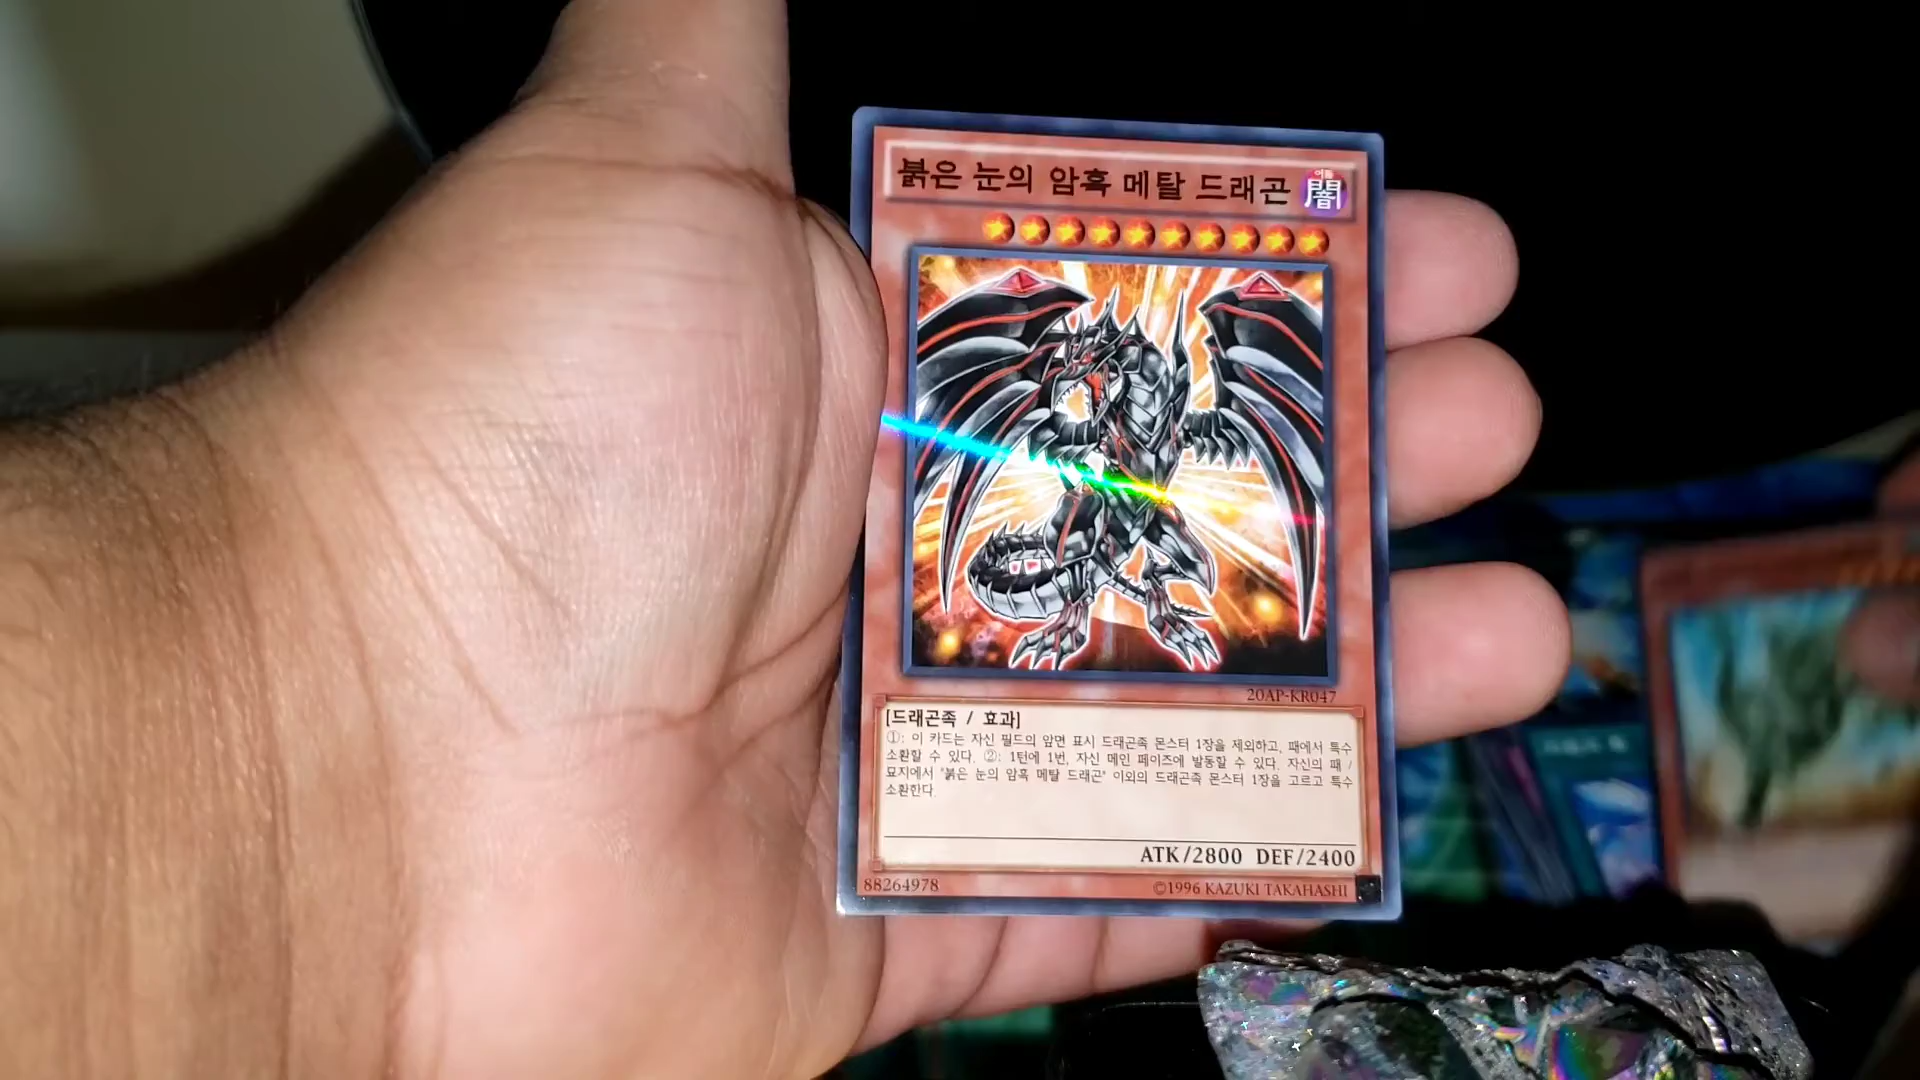 붉은 눈의 암흑 메탈 드래곤
어둠
闇
20AP-KR047
[드래곤족 / 효과]
①: 이 카드는 자신 필드의 앞면 표시 드래곤족 몬스터 1장을 제외하고, 패에서 특수
소환할 수 있다. ②: 1턴에 1번, 자신 메인 페이즈에 발동할 수 있다. 자신의 패 /
묘지에서 "붉은 눈의 암흑 메탈 드래곤" 이외의 드래곤족 몬스터 1장을 고르고 특수
소환한다.
ATK/2800 DEF/2400
88264978
©1996 KAZUKI TAKAHASHI